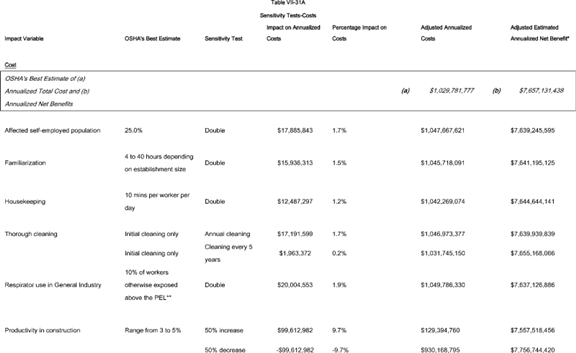 Table VII-31A
Sensitivity Tests-Costs
Impact Variable OSHA's Best Estimate Sensitivity Test Impact on Annualized Costs Percentage Impact on Costs Adjusted Annualized Costs Adjusted Estimated Annualized Net Benefit*
Cost
OSHA's Best Estimate of (a)
Annualized Total Cost and (b) (a) $1,029,781,777 (b) $7,657,131,438
Annualized Net Benefits
Affected self-employed population 25.0% Double $17,885,843 1.7% $1,047,667,621 $7,639,245,595
Familiarization 4 to 40 hours depending on establishment size Double $15,936,313 1.5% $1,045,718,091 $7,641,195,125
Housekeeping 10 mins per worker per day Double $12,487,297 1.2% $1,042,269,074 $7,644,644,141
Thorough cleaning Initial cleaning only Annual cleaning $17,191,599 1.7% $1,046,973,377 $7,639,939,839
Initial cleaning only Cleaning every 5 years $1,963,372 0.2% $1,031,745,150 $7,655,168,066
Respirator use in General Industry 10% of workers otherwise exposed above the PEL** Double $20,004,553 1.9% $1,049,786,330 $7,637,126,886
Productivity in construction Range from 3 to 5% 50% increase $99,612,982 9.7% $129,394,760 $7,557,518,456
50% decrease -$99,612,982 -9.7% $930,168,795 $7,756,744,420